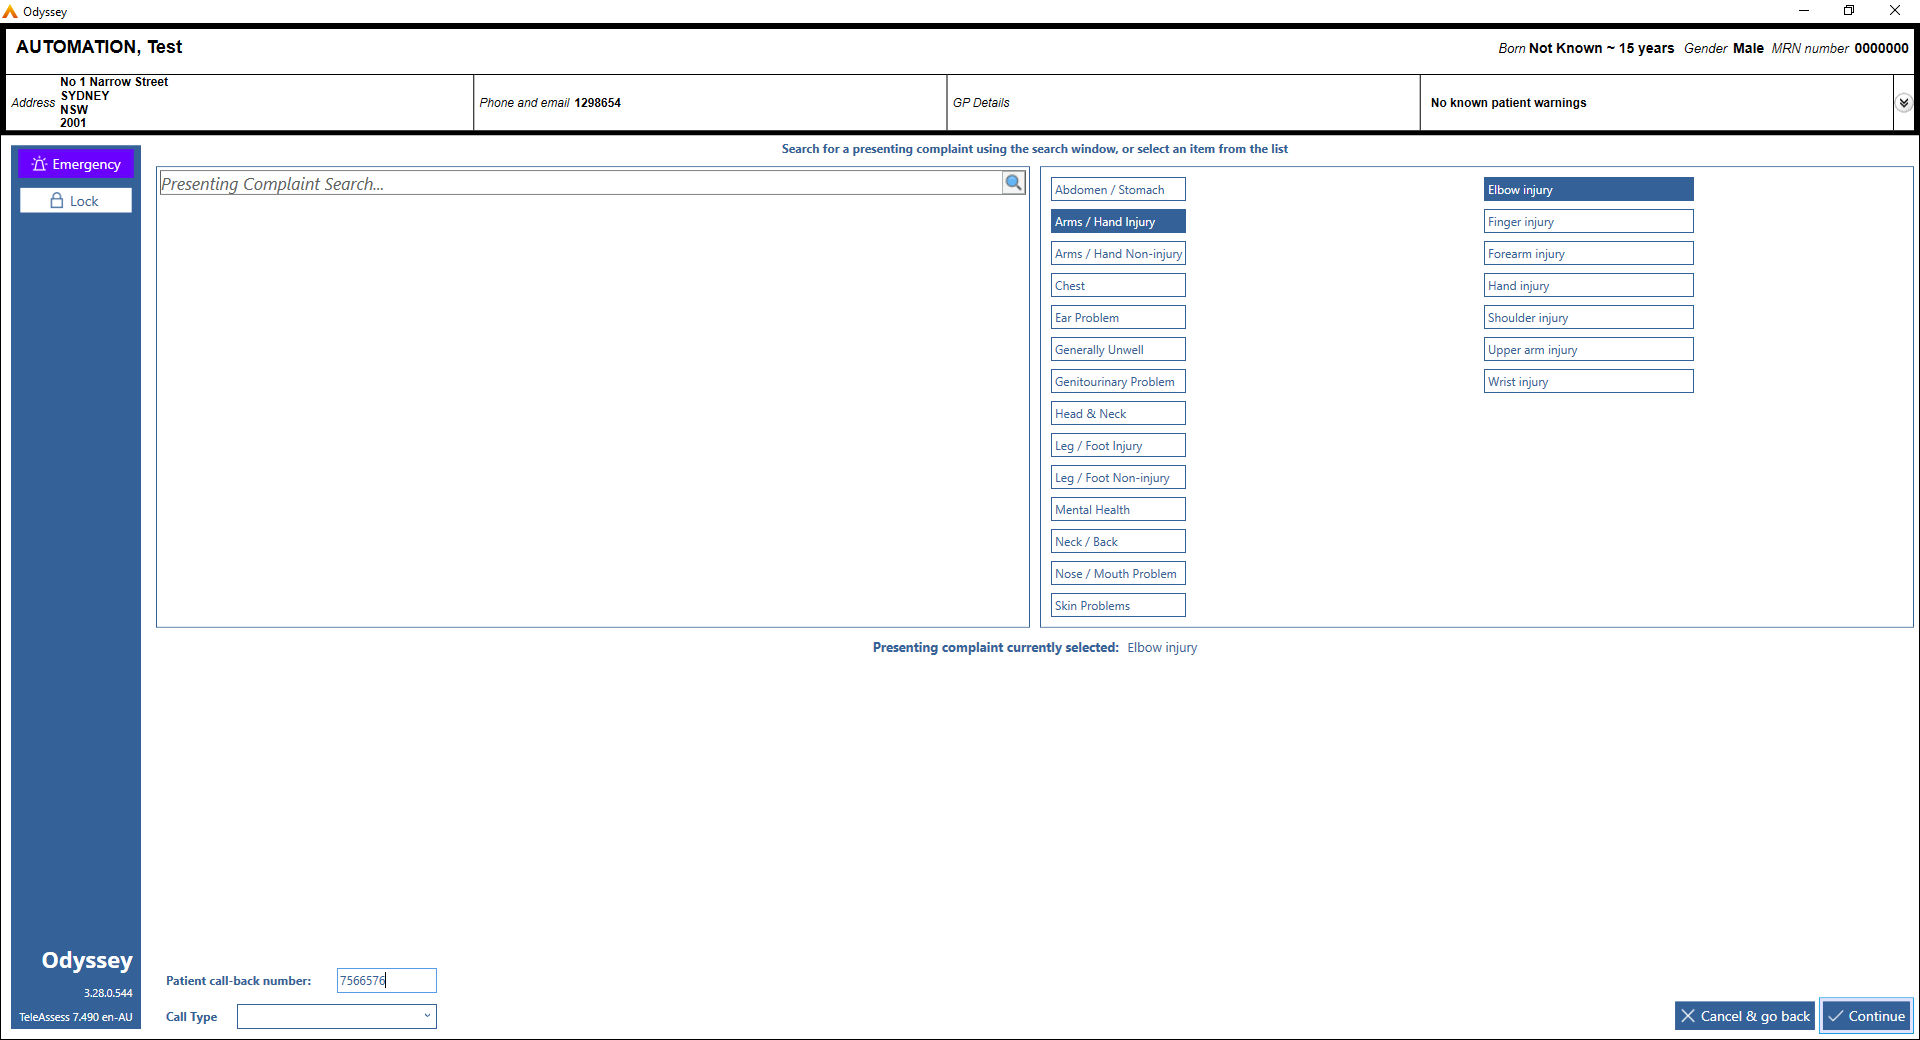 Odyssey
AUTOMATION, Test
Born Not Known ~ 15 years Gender Male MRN number 0000000
Address No 1 Narrow Street
SYDNEY
NSW
2001
Phone and email 1298654
GP Details
No known patient warnings
Emergency
Lock
Search for a presenting complaint using the search window, or select an item from the list
Presenting Complaint Search...
Abdomen / Stomach
Arms / Hand Injury
Arms / Hand Non-injury
Chest
Ear Problem
Generally Unwell
Genitourinary Problem
Head & Neck
Leg / Foot Injury
Leg / Foot Non-injury
Mental Health
Neck / Back
Nose / Mouth Problem
Skin Problems
Elbow injury
Finger injury
Forearm injury
Hand injury
Shoulder injury
Upper arm injury
Wrist injury
Presenting complaint currently selected: Elbow injury
Odyssey
3.28.0.544
TeleAssess 7.490 en-AU
Patient call-back number: 7566576
Call Type
Cancel & go back
Continue